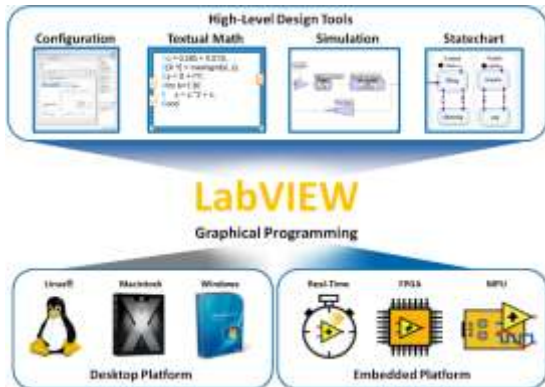 High-Level Design Tools
Configuration Textual Math Simulation Statechart
LabVIEW
Graphical Programming
Linux® Macintosh Windows Real-Time FPGA MPU
Desktop Platform Embedded Platform